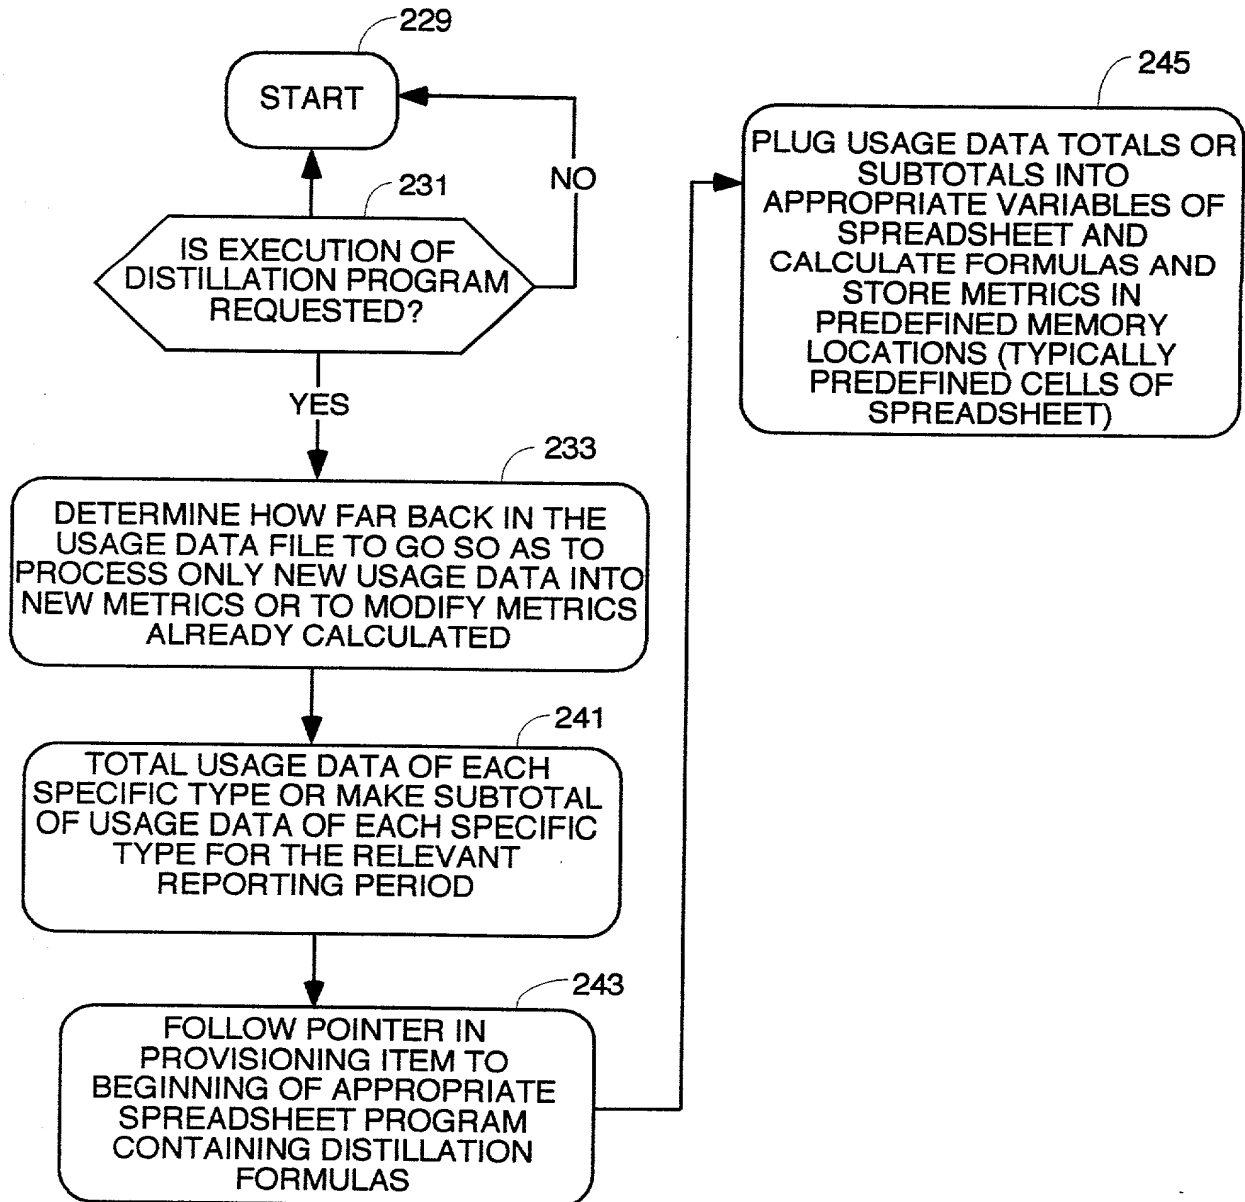 229
START
NO
231
IS EXECUTION OF
DISTILLATION PROGRAM
REQUESTED?
YES
233
DETERMINE HOW FAR BACK IN THE
USAGE DATA FILE TO GO SO AS TO
PROCESS ONLY NEW USAGE DATA INTO
NEW METRICS OR TO MODIFY METRICS
ALREADY CALCULATED
241
TOTAL USAGE DATA OF EACH
SPECIFIC TYPE OR MAKE SUBTOTAL
OF USAGE DATA OF EACH SPECIFIC
TYPE FOR THE RELEVANT
REPORTING PERIOD
243
FOLLOW POINTER IN
PROVISIONING ITEM TO
BEGINNING OF APPROPRIATE
SPREADSHEET PROGRAM
CONTAINING DISTILLATION
FORMULAS
245
PLUG USAGE DATA TOTALS OR
SUBTOTALS INTO
APPROPRIATE VARIABLES OF
SPREADSHEET AND
CALCULATE FORMULAS AND
STORE METRICS IN
PREDEFINED MEMORY
LOCATIONS (TYPICALLY
PREDEFINED CELLS OF
SPREADSHEET)